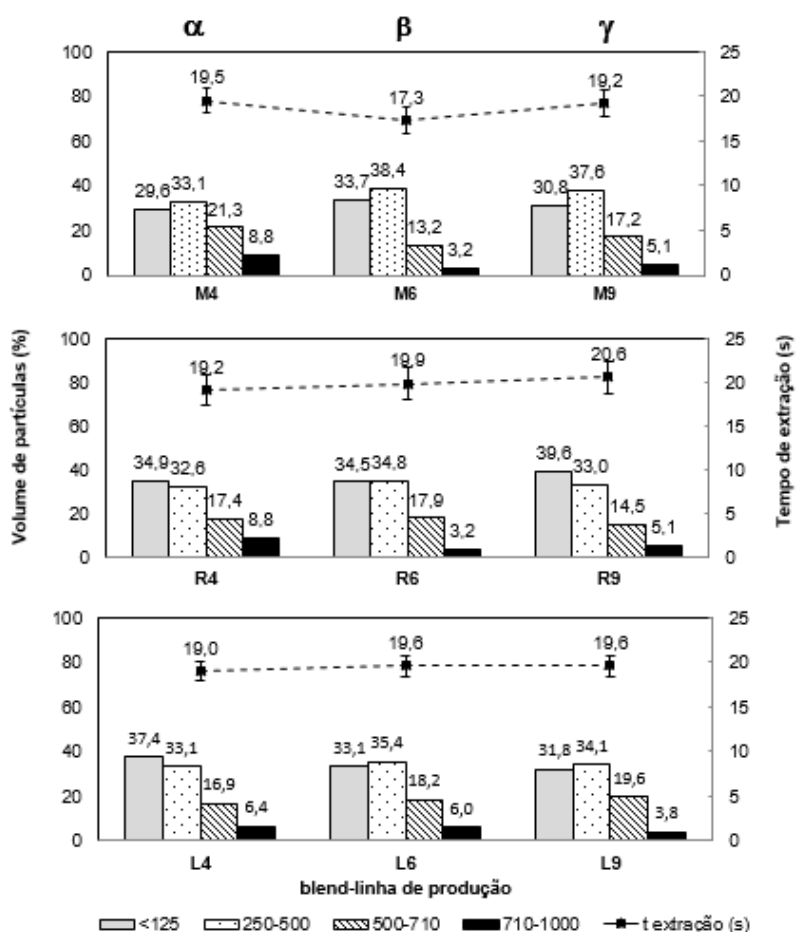 α β γ
100 25
80 20
60 15
40 10
20 5
0 0
19,5 17,3 19,2
29,6 33,1 21,3 8,8 33,7 38,4 13,2 3,2 30,8 37,6 17,2 5,1
M4 M6 M9
Volume de partículas (%)
Tempo de extração (s)
100 25
80 20
60 15
40 10
20 5
0 0
19,2 19,9 20,6
34,9 32,6 17,4 8,8 34,5 34,8 17,9 3,2 39,6 33,0 14,5 5,1
R4 R6 R9
100 25
80 20
60 15
40 10
20 5
0 0
19,0 19,6 19,6
37,4 33,1 16,9 6,4 33,1 35,4 18,2 6,0 31,8 34,1 19,6 3,8
L4 L6 L9
blend-linha de produção
<125 250-500 500-710 710-1000 t extração (s)